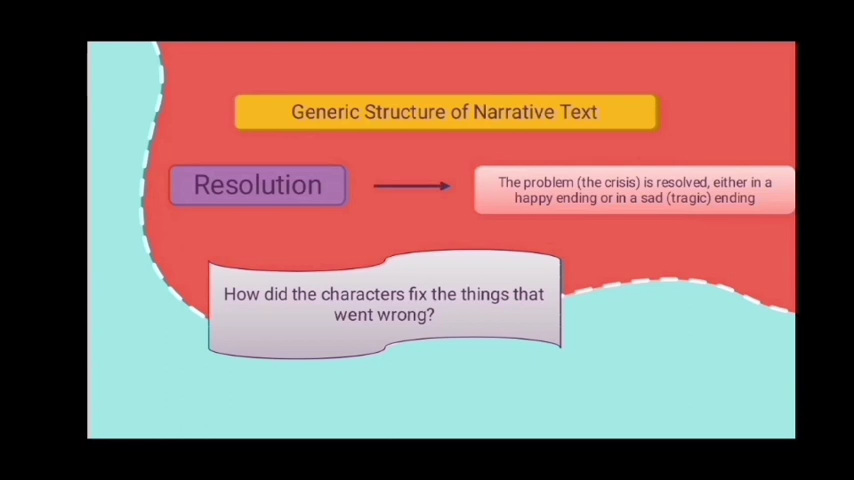 Generic Structure of Narrative Text
Resolution
The problem (the crisis) is resolved, either in a
happy ending or in a sad (tragic) ending
How did the characters fix the things that
went wrong?